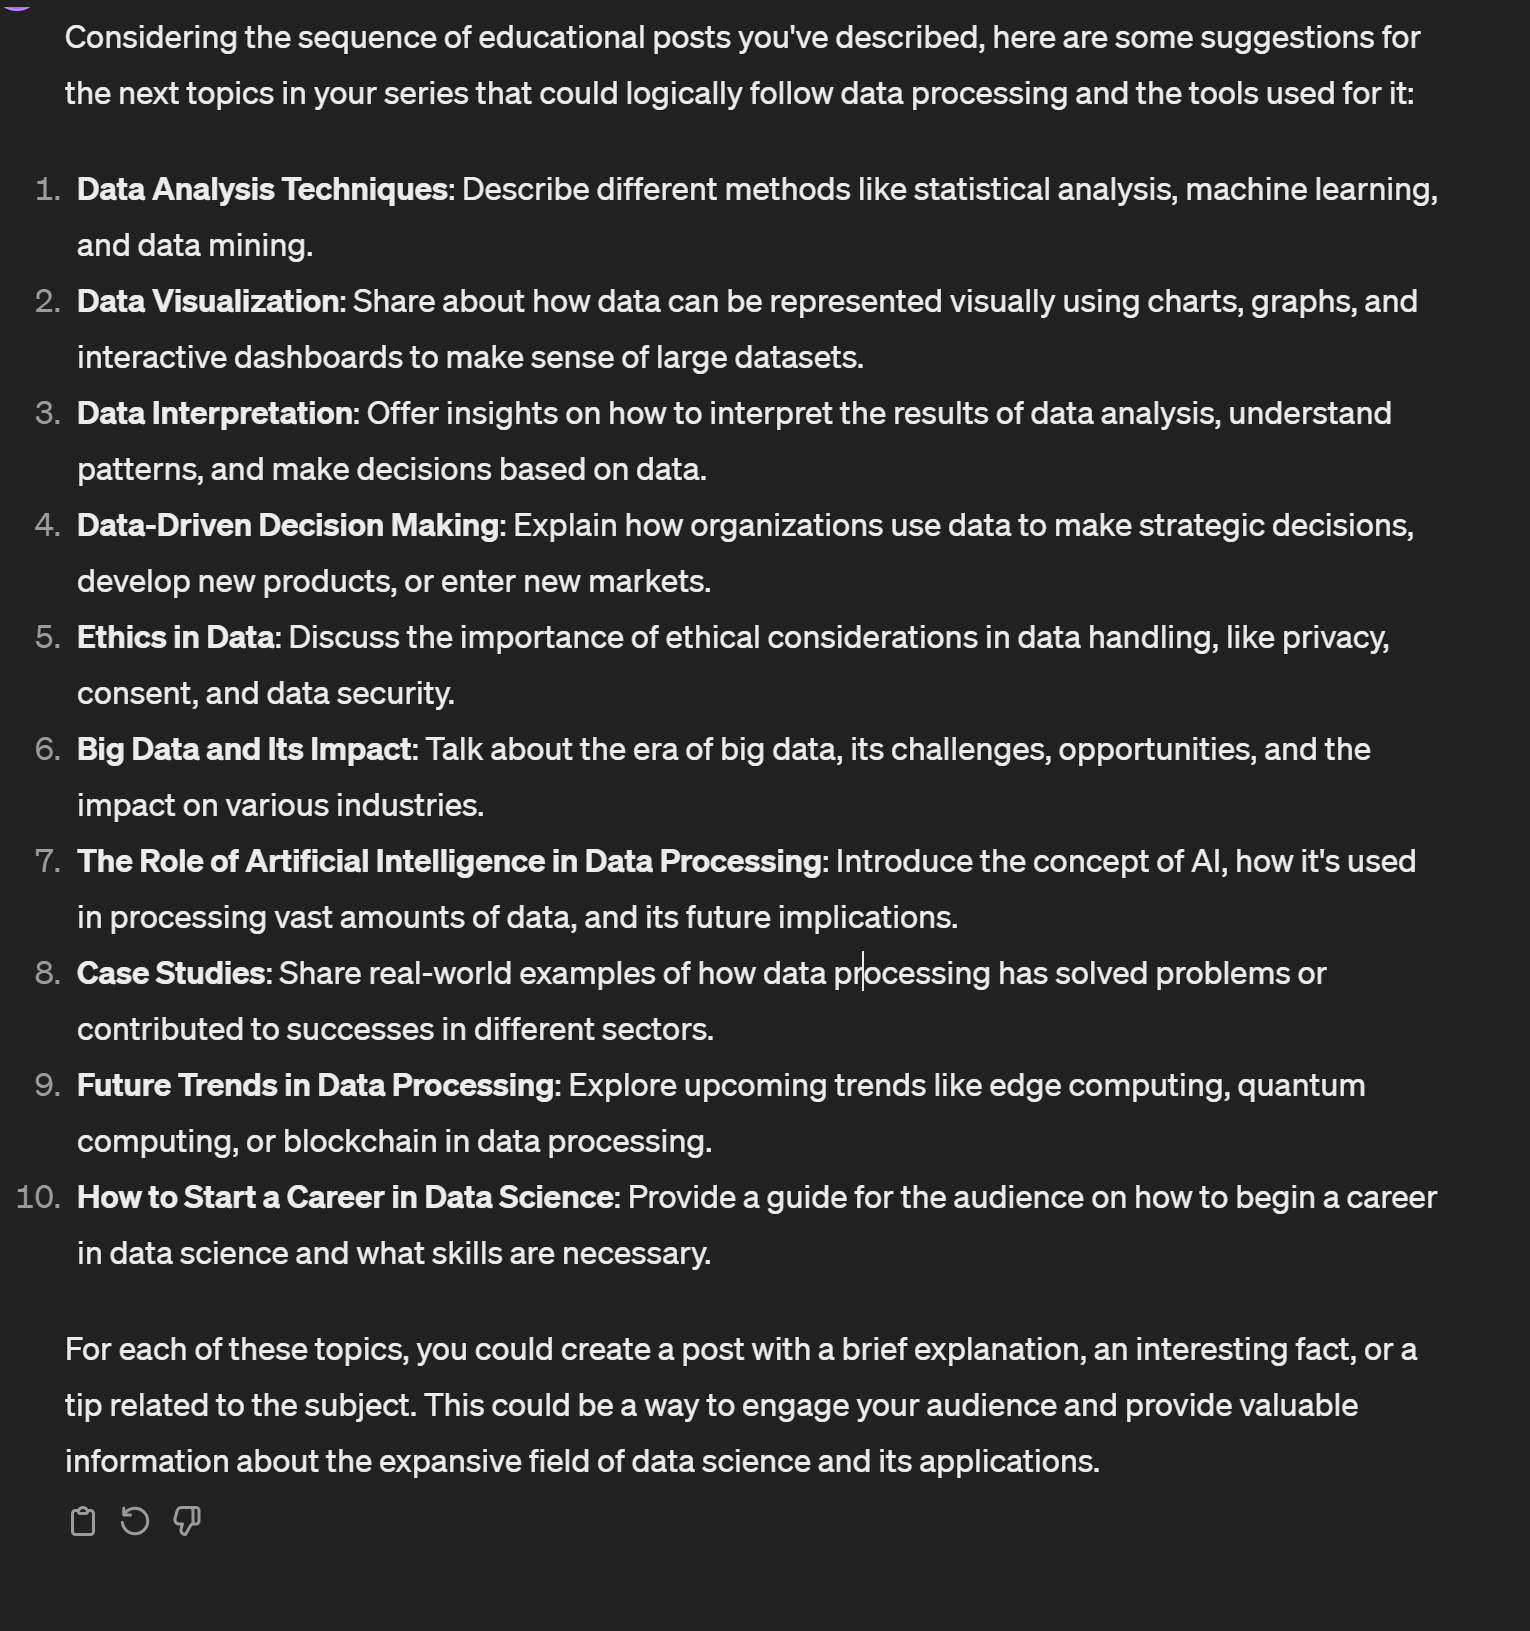 Considering the sequence of educational posts you've described, here are some suggestions for
the next topics in your series that could logically follow data processing and the tools used for it:
1. Data Analysis Techniques: Describe different methods like statistical analysis, machine learning,
and data mining.
2. Data Visualization: Share about how data can be represented visually using charts, graphs, and
interactive dashboards to make sense of large datasets.
3. Data Interpretation: Offer insights on how to interpret the results of data analysis, understand
patterns, and make decisions based on data.
4. Data-Driven Decision Making: Explain how organizations use data to make strategic decisions,
develop new products, or enter new markets.
5. Ethics in Data: Discuss the importance of ethical considerations in data handling, like privacy,
consent, and data security.
6. Big Data and Its Impact: Talk about the era of big data, its challenges, opportunities, and the
impact on various industries.
7. The Role of Artificial Intelligence in Data Processing: Introduce the concept of AI, how it's used
in processing vast amounts of data, and its future implications.
8. Case Studies: Share real-world examples of how data processing has solved problems or
contributed to successes in different sectors.
9. Future Trends in Data Processing: Explore upcoming trends like edge computing, quantum
computing, or blockchain in data processing.
10. How to Start a Career in Data Science: Provide a guide for the audience on how to begin a career
in data science and what skills are necessary.
For each of these topics, you could create a post with a brief explanation, an interesting fact, or a
tip related to the subject. This could be a way to engage your audience and provide valuable
information about the expansive field of data science and its applications.